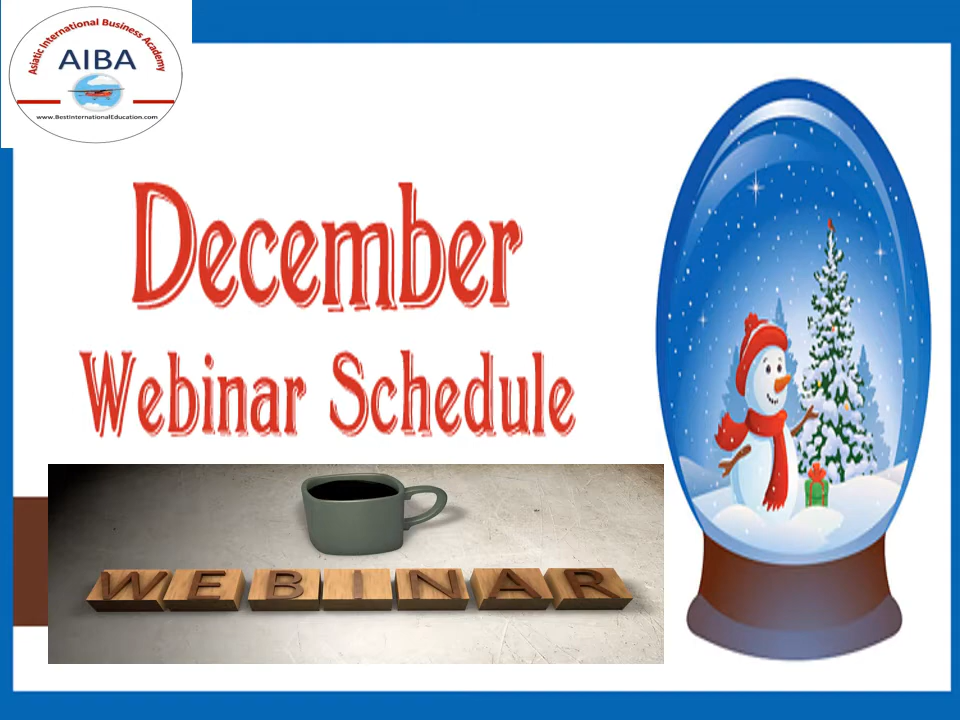 Asiatic International Business Academy
AIBA
www.BestInternationalEducation.com
December
Webinar Schedule
WEBINAR